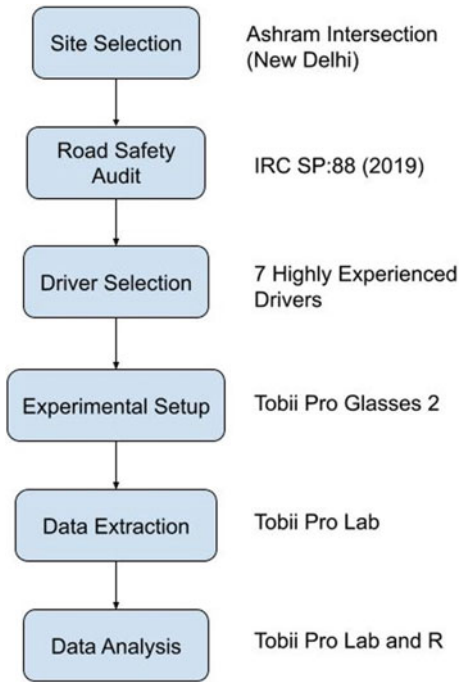 Site Selection
Ashram Intersection
(New Delhi)
Road Safety
Audit
IRC SP:88 (2019)
Driver Selection
7 Highly Experienced
Drivers
Experimental Setup
Tobii Pro Glasses 2
Data Extraction
Tobii Pro Lab
Data Analysis
Tobii Pro Lab and R